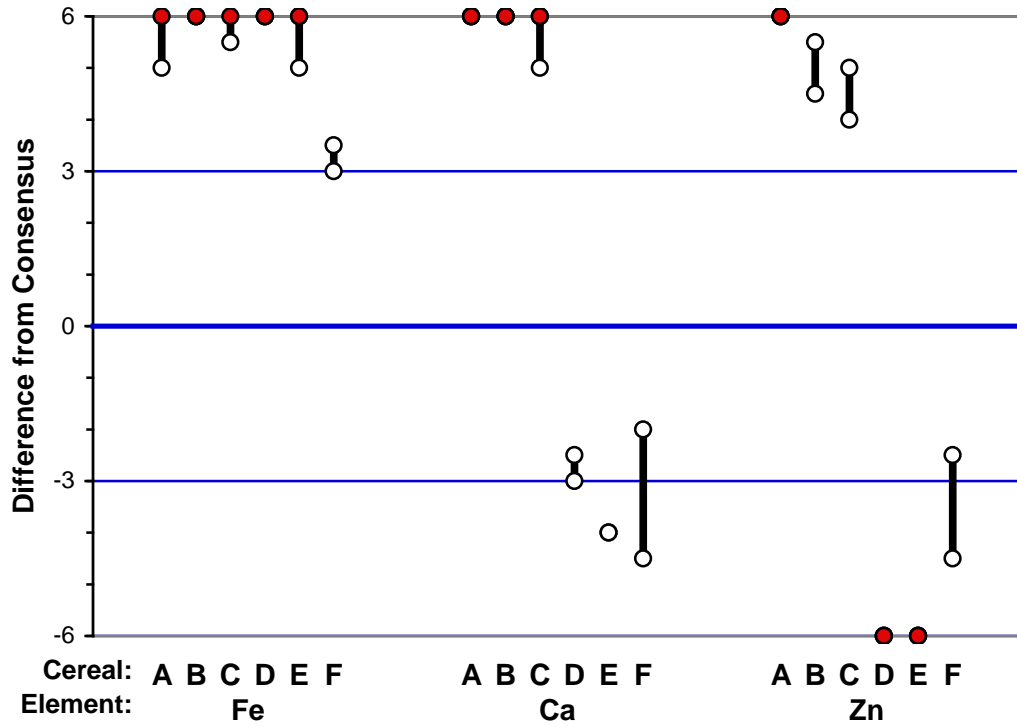 Difference from Consensus
6
3
0
-3
-6
Cereal: A B C D E F A B C D E F A B C D E F
Element: Fe Ca Zn